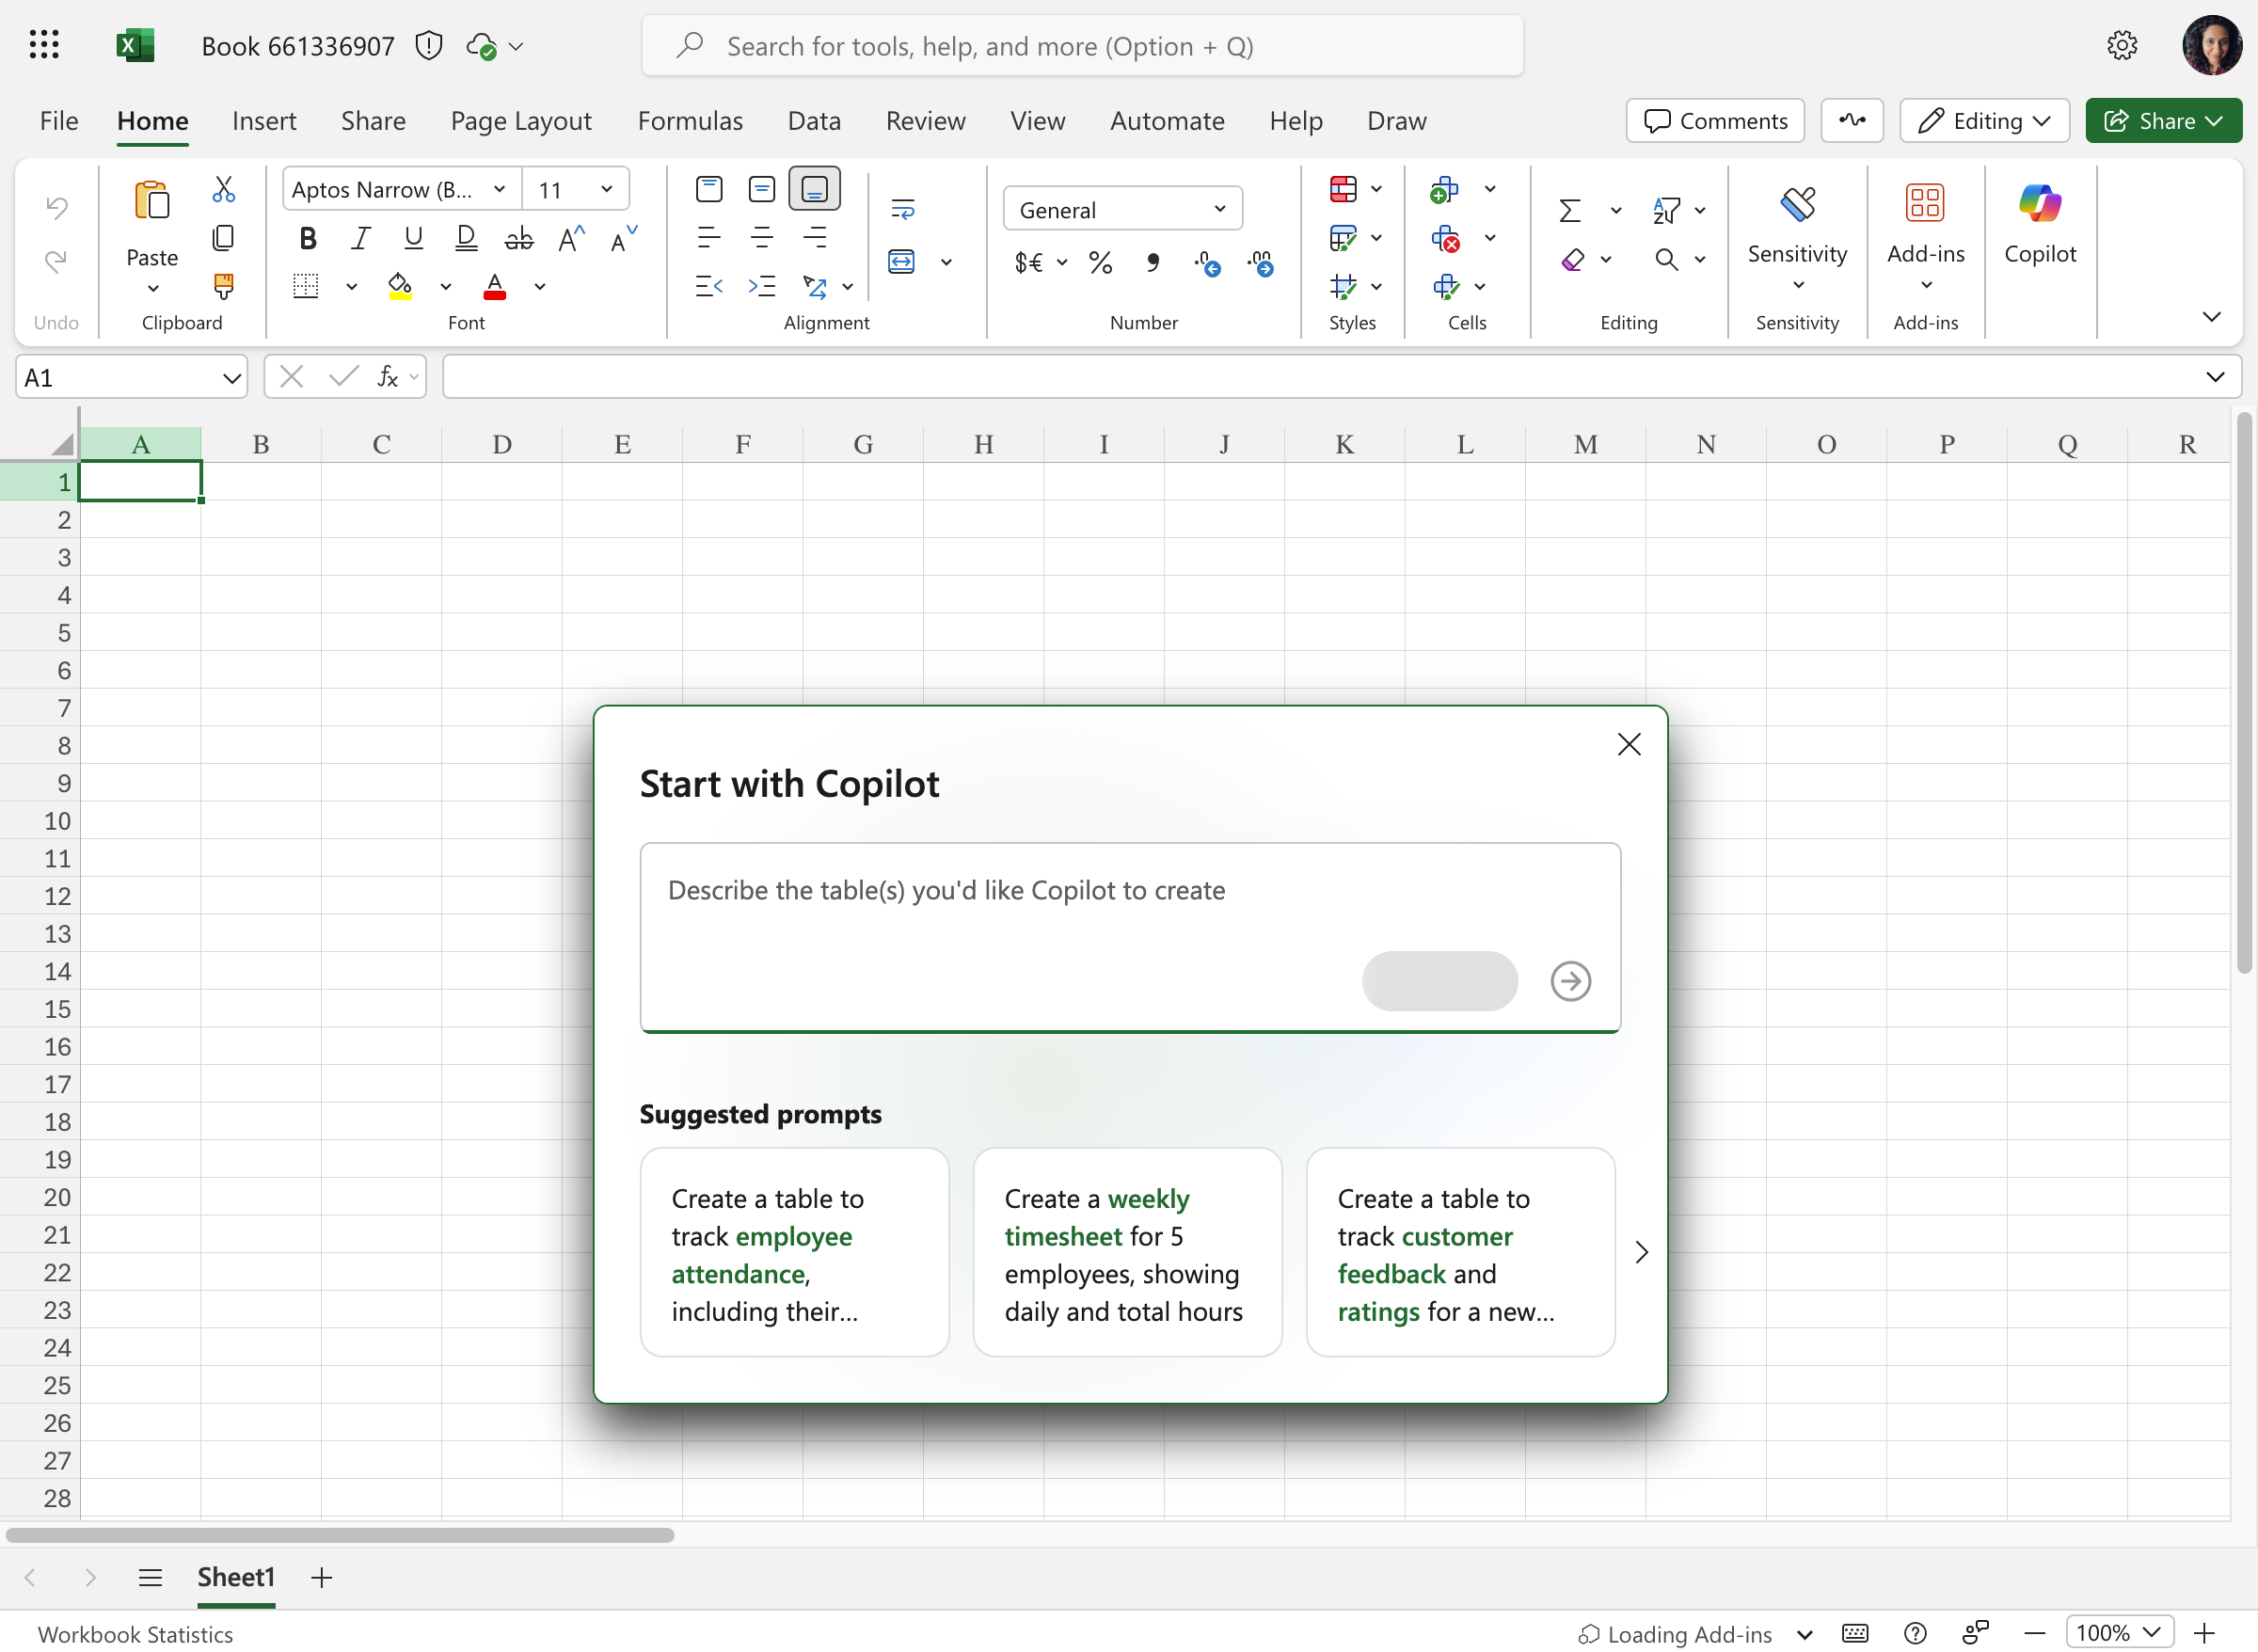 Book 661336907
Search for tools, help, and more (Option + Q)
File Home Insert Share Page Layout Formulas Data Review View Automate Help Draw
Comments Editing Share
Aptos Narrow (B... 11
General
Paste
Sensitivity Add-ins Copilot
Undo Clipboard Font Alignment Number Styles Cells Editing Sensitivity Add-ins
A1
A B C D E F G H I J K L M N O P Q R
1
2
3
4
5
6
7
8
9
10
11
12
13
14
15
16
17
18
19
20
21
22
23
24
25
26
27
28
Start with Copilot
Describe the table(s) you'd like Copilot to create
Suggested prompts
Create a table to
track employee
attendance,
including their...
Create a weekly
timesheet for 5
employees, showing
daily and total hours
Create a table to
track customer
feedback and
ratings for a new...
Sheet1
Workbook Statistics
Loading Add-ins
100%